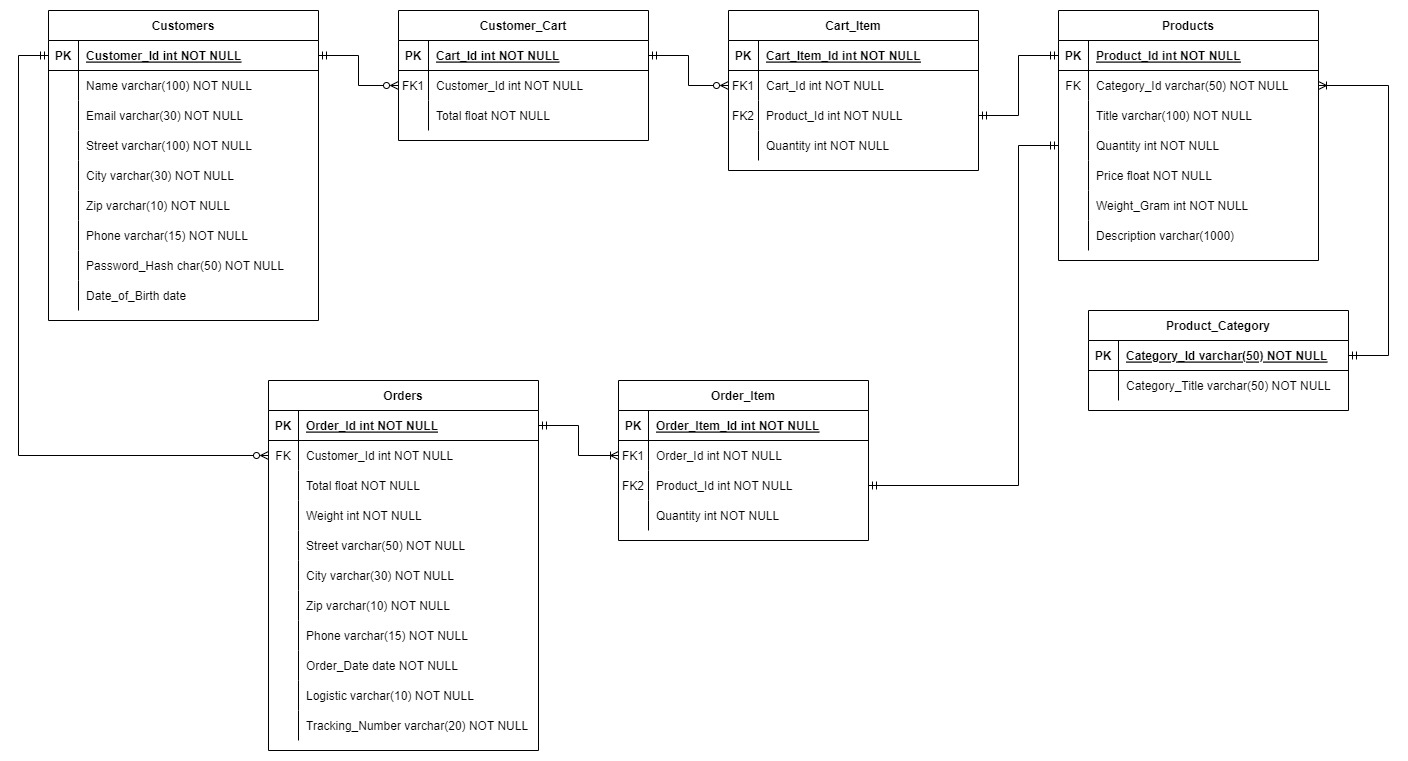 Customers
PK Customer_Id int NOT NULL
Name varchar(100) NOT NULL
Email varchar(30) NOT NULL
Street varchar(100) NOT NULL
City varchar(30) NOT NULL
Zip varchar(10) NOT NULL
Phone varchar(15) NOT NULL
Password_Hash char(50) NOT NULL
Date_of_Birth date
Customer_Cart
PK Cart_Id int NOT NULL
FK1 Customer_Id int NOT NULL
Total float NOT NULL
Cart_Item
PK Cart_Item_Id int NOT NULL
FK1 Cart_Id int NOT NULL
FK2 Product_Id int NOT NULL
Quantity int NOT NULL
Products
PK Product_Id int NOT NULL
FK Category_Id varchar(50) NOT NULL
Title varchar(100) NOT NULL
Quantity int NOT NULL
Price float NOT NULL
Weight_Gram int NOT NULL
Description varchar(1000)
Product_Category
PK Category_Id varchar(50) NOT NULL
Category_Title varchar(50) NOT NULL
Orders
PK Order_Id int NOT NULL
FK Customer_Id int NOT NULL
Total float NOT NULL
Weight int NOT NULL
Street varchar(50) NOT NULL
City varchar(30) NOT NULL
Zip varchar(10) NOT NULL
Phone varchar(15) NOT NULL
Order_Date date NOT NULL
Logistic varchar(10) NOT NULL
Tracking_Number varchar(20) NOT NULL
Order_Item
PK Order_Item_Id int NOT NULL
FK1 Order_Id int NOT NULL
FK2 Product_Id int NOT NULL
Quantity int NOT NULL